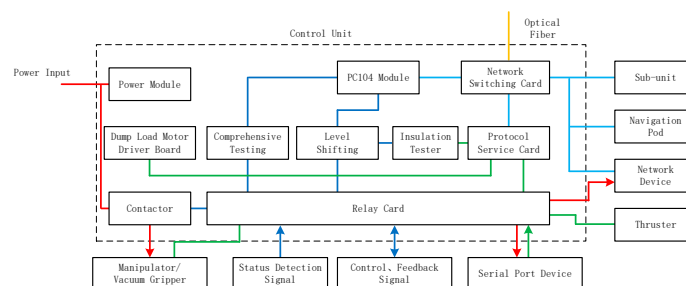 Optical
Fiber
Control Unit
Power Input
Power Module
PC104 Module
Network
Switching Card
Sub-unit
Dump Load Motor
Driver Board
Comprehensive
Testing
Level
Shifting
Insulation
Tester
Protocol
Service Card
Navigation
Pod
Network
Device
Contactor
Relay Card
Thruster
Manipulator/
Vacuum Gripper
Status Detection
Signal
Control、Feedback
Signal
Serial Port Device